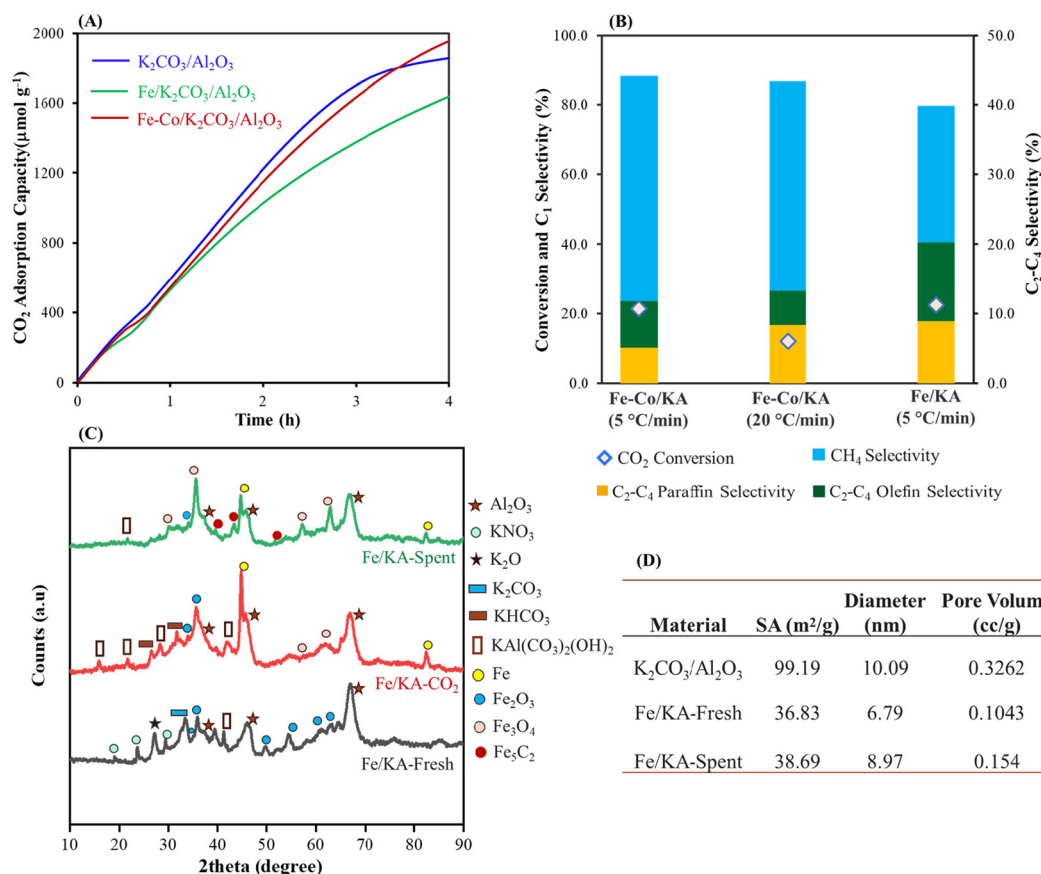 (A)
2000
1600
1200
800
400
0
CO₂ Adsorption Capacity(μmol g⁻¹)
K₂CO₃/Al₂O₃
Fe/K₂CO₃/Al₂O₃
Fe-Co/K₂CO₃/Al₂O₃
0 1 2 3 4
Time (h)
(B)
100.0
80.0
60.0
40.0
20.0
0.0
Conversion and C₁ Selectivity (%)
50.0
40.0
30.0
20.0
10.0
0.0
C₂-C₄ Selectivity (%)
Fe-Co/KA Fe-Co/KA Fe/KA
(5 °C/min) (20 °C/min) (5 °C/min)
CO₂ Conversion CH₄ Selectivity
C₂-C₄ Paraffin Selectivity C₂-C₄ Olefin Selectivity
(C)
Counts (a.u)
Fe/KA-Spent
Fe/KA-CO₂
Fe/KA-Fresh
10 20 30 40 50 60 70 80 90
2theta (degree)
Al₂O₃
KNO₃
K₂O
K₂CO₃
KHCO₃
KAl(CO₃)₂(OH)₂
Fe
Fe₂O₃
Fe₃O₄
Fe₅C₂
(D)
Diameter Pore Volum
Material SA (m²/g) (nm) (cc/g)
K₂CO₃/Al₂O₃ 99.19 10.09 0.3262
Fe/KA-Fresh 36.83 6.79 0.1043
Fe/KA-Spent 38.69 8.97 0.154